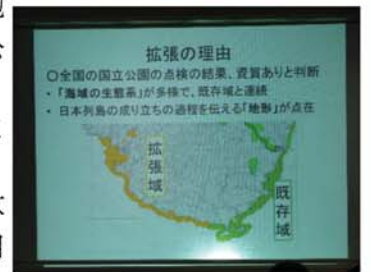 拡張の理由
〇全国の国立公園の点検の結果、資質ありと判断
・「海域の生態系」が多様で、既存域と連続
・日本列島の成り立ちの過程を伝える「地形」が点在
拡張域
既存域